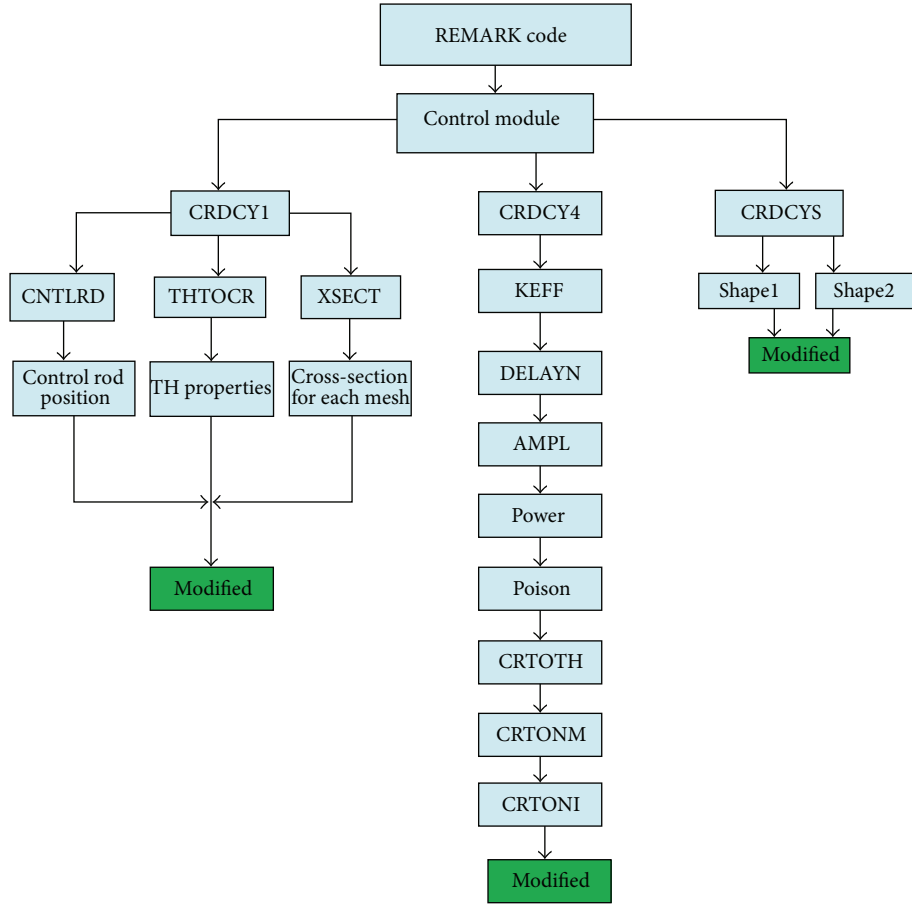 REMARK code
Control module
CRDCY1
CRDCY4
CRDCYS
CNTLRD
THTOCR
XSECT
KEFF
Shape1
Shape2
Modified
Control rod
position
TH properties
Cross-section
for each mesh
DELAYN
AMPL
Power
Modified
Poison
CRTOTH
CRTONM
CRTONI
Modified